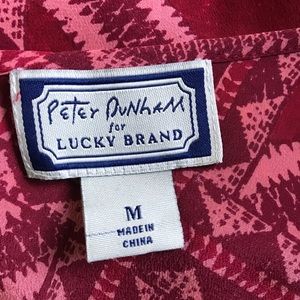 Peter Dunham
for
LUCKY BRAND
M
MADE IN
CHINA